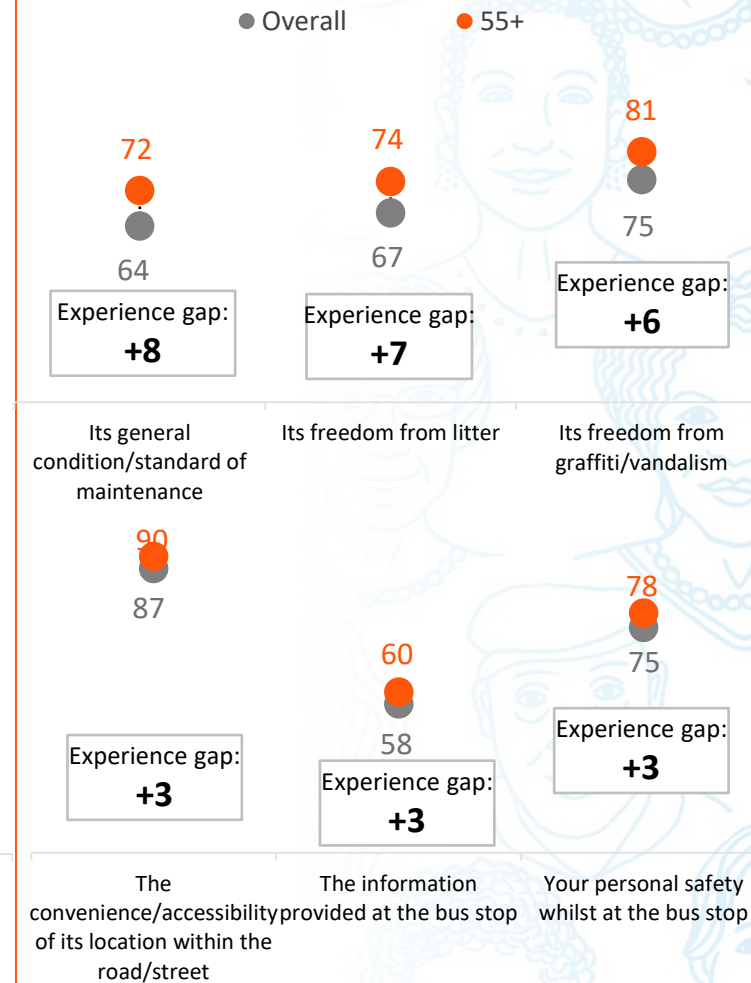 Overall 55+
72 74 81
64 67 75
Experience gap: Experience gap: Experience gap:
+8 +7 +6
Its general
condition/standard of
maintenance
Its freedom from litter
Its freedom from
graffiti/vandalism
90 60 78
87 58 75
Experience gap: Experience gap: Experience gap:
+3 +3 +3
The
convenience/accessibility
of its location within the
road/street
The information
provided at the bus stop
Your personal safety
whilst at the bus stop